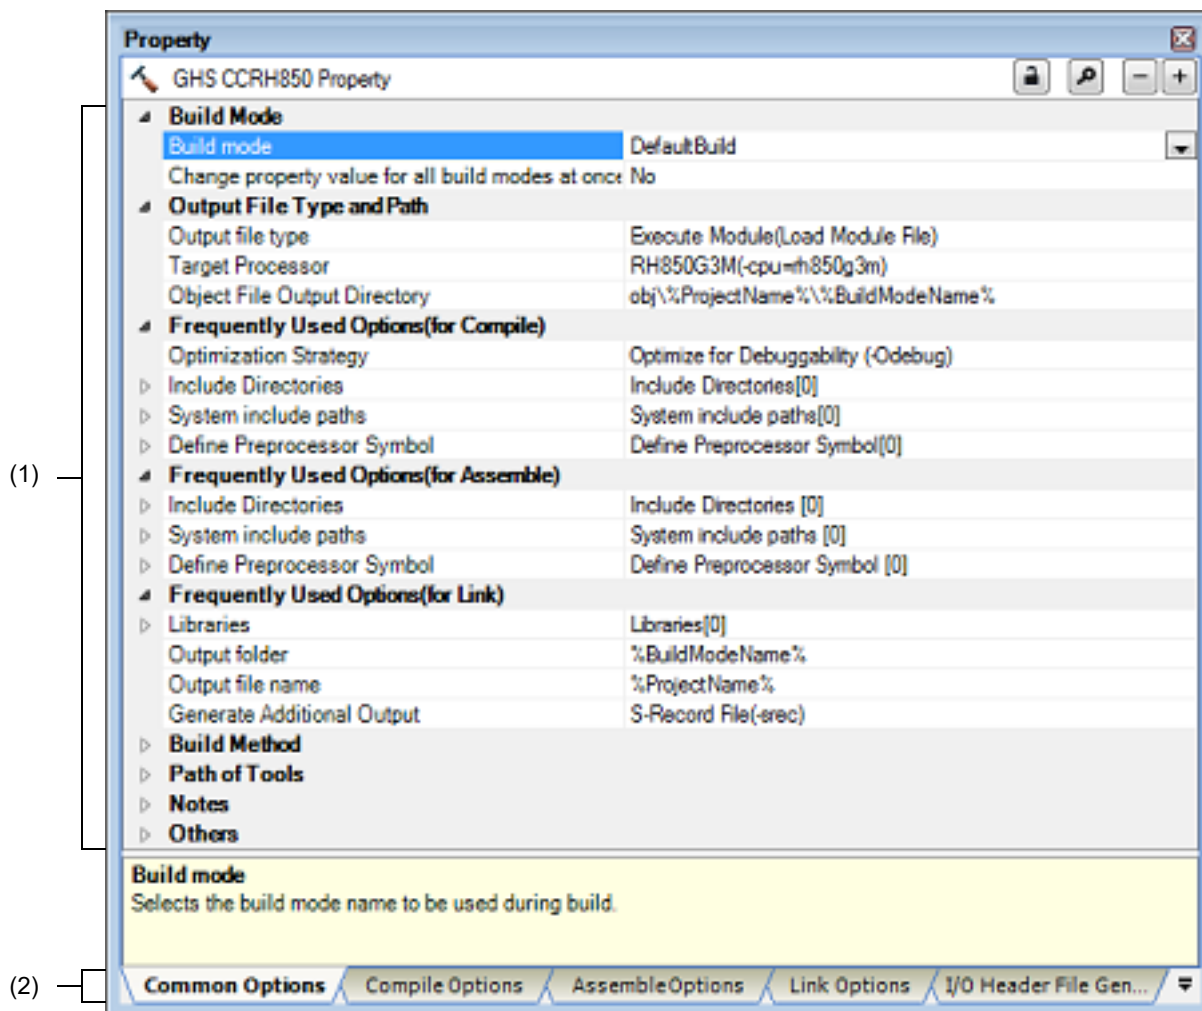 Property
GHS CCRH850 Property
(1)
Build Mode
Build mode DefaultBuild
Change property value for all build modes at once No
Output File Type and Path
Output file type Execute Module(Load Module File)
Target Processor RH850G3M(-cpu=rh850g3m)
Object File Output Directory obj\%ProjectName%\%BuildModeName%
Frequently Used Options(for Compile)
Optimization Strategy Optimize for Debuggability (-Odebug)
Include Directories Include Directories[0]
System include paths System include paths[0]
Define Preprocessor Symbol Define Preprocessor Symbol[0]
Frequently Used Options(for Assemble)
Include Directories Include Directories [0]
System include paths System include paths [0]
Define Preprocessor Symbol Define Preprocessor Symbol [0]
Frequently Used Options(for Link)
Libraries Libraries[0]
Output folder %BuildModeName%
Output file name %ProjectName%
Generate Additional Output S-Record File(-srec)
Build Method
Path of Tools
Notes
Others
Build mode
Selects the build mode name to be used during build.
(2)
Common Options Compile Options Assemble Options Link Options I/O Header File Gen...